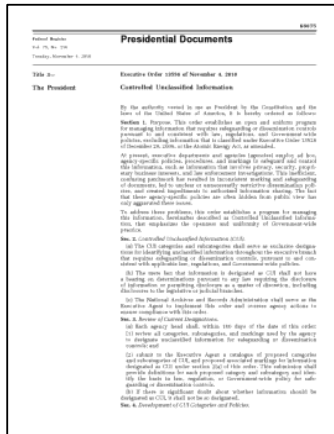 68675
Federal Register
Vol. 75, No. 216
Tuesday, November 9, 2010
Presidential Documents
Title 3—
The President
Executive Order 13556 of November 4, 2010
Controlled Unclassified Information
By the authority vested in me as President by the Constitution and the
laws of the United States of America, it is hereby ordered as follows:
Section 1. Purpose. This order establishes an open and uniform program
for managing information that requires safeguarding or dissemination controls
pursuant to and consistent with law, regulations, and Government-wide
policies, excluding information that is classified under Executive Order 13526
of December 29, 2009, or the Atomic Energy Act, as amended.
At present, executive departments and agencies (agencies) employ ad hoc,
agency-specific policies, procedures, and markings to safeguard and control
this information, such as information that involves privacy, security, propri-
etary business interests, and law enforcement investigations. This inefficient,
confusing patchwork has resulted in inconsistent marking and safeguarding
of documents, led to unclear or unnecessarily restrictive dissemination poli-
cies, and created impediments to authorized information sharing. The fact
that these agency-specific policies are often hidden from public view has
only aggravated these issues.
To address these problems, this order establishes a program for managing
this information, hereinafter described as Controlled Unclassified Informa-
tion, that emphasizes the openness and uniformity of Government-wide
practice.
Sec. 2. Controlled Unclassified Information (CUI).
(a) The CUI categories and subcategories shall serve as exclusive designa-
tions for identifying unclassified information throughout the executive branch
that requires safeguarding or dissemination controls, pursuant to and con-
sistent with applicable law, regulations, and Government-wide policies.
(b) The mere fact that information is designated as CUI shall not have
a bearing on determinations pursuant to any law requiring the disclosure
of information or permitting disclosure as a matter of discretion, including
disclosures to the legislative or judicial branches.
(c) The National Archives and Records Administration shall serve as the
Executive Agent to implement this order and oversee agency actions to
ensure compliance with this order.
Sec. 3. Review of Current Designations.
(a) Each agency head shall, within 180 days of the date of this order:
(1) review all categories, subcategories, and markings used by the agency
to designate unclassified information for safeguarding or dissemination
controls; and
(2) submit to the Executive Agent a catalogue of proposed categories
and subcategories of CUI, and proposed associated markings for information
designated as CUI under section 2(a) of this order. This submission shall
provide definitions for each proposed category and subcategory and identify
the basis in law, regulation, or Government-wide policy for safe-
guarding or dissemination controls.
(b) If there is significant doubt about whether information should be
designated as CUI, it shall not be so designated.
Sec. 4. Development of CUI Categories and Policies.